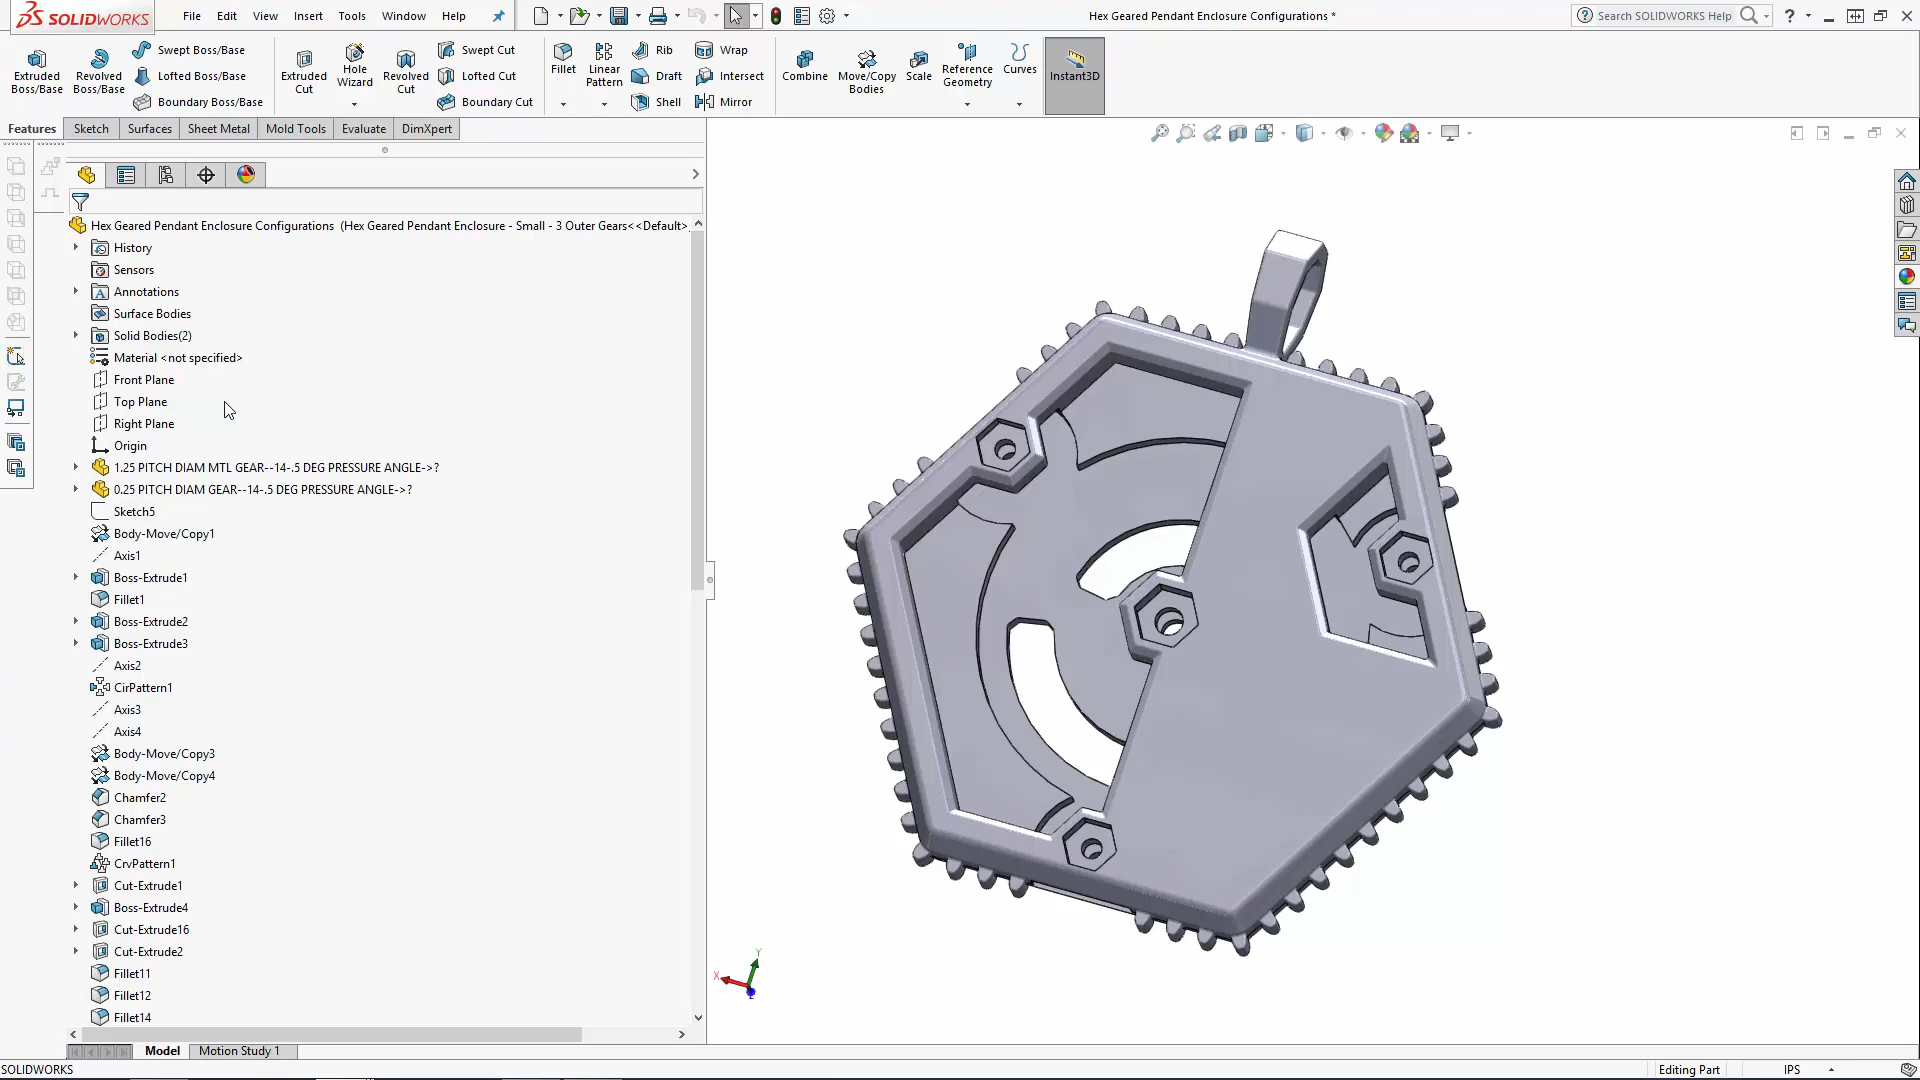 SOLIDWORKS
File Edit View Insert Tools Window Help
Hex Geared Pendant Enclosure Configurations *
Search SOLIDWORKS Help
Extruded Boss/Base
Revolved Boss/Base
Swept Boss/Base
Lofted Boss/Base
Boundary Boss/Base
Extruded Cut
Hole Wizard
Revolved Cut
Swept Cut
Lofted Cut
Boundary Cut
Fillet
Linear Pattern
Rib
Draft
Shell
Wrap
Intersect
Mirror
Combine
Move/Copy Bodies
Scale
Reference Geometry
Curves
Instant3D
Features Sketch Surfaces Sheet Metal Mold Tools Evaluate DimXpert
Hex Geared Pendant Enclosure Configurations (Hex Geared Pendant Enclosure - Small - 3 Outer Gears<<Default>
History
Sensors
Annotations
Surface Bodies
Solid Bodies(2)
Material <not specified>
Front Plane
Top Plane
Right Plane
Origin
1.25 PITCH DIAM MTL GEAR--14-.5 DEG PRESSURE ANGLE->?
0.25 PITCH DIAM GEAR--14-.5 DEG PRESSURE ANGLE->?
Sketch5
Body-Move/Copy1
Axis1
Boss-Extrude1
Fillet1
Boss-Extrude2
Boss-Extrude3
Axis2
CirPattern1
Axis3
Axis4
Body-Move/Copy3
Body-Move/Copy4
Chamfer2
Chamfer3
Fillet16
CrvPattern1
Cut-Extrude1
Boss-Extrude4
Cut-Extrude16
Cut-Extrude2
Fillet11
Fillet12
Fillet14
Y
X
Z
Model Motion Study 1
SOLIDWORKS
Editing Part
IPS